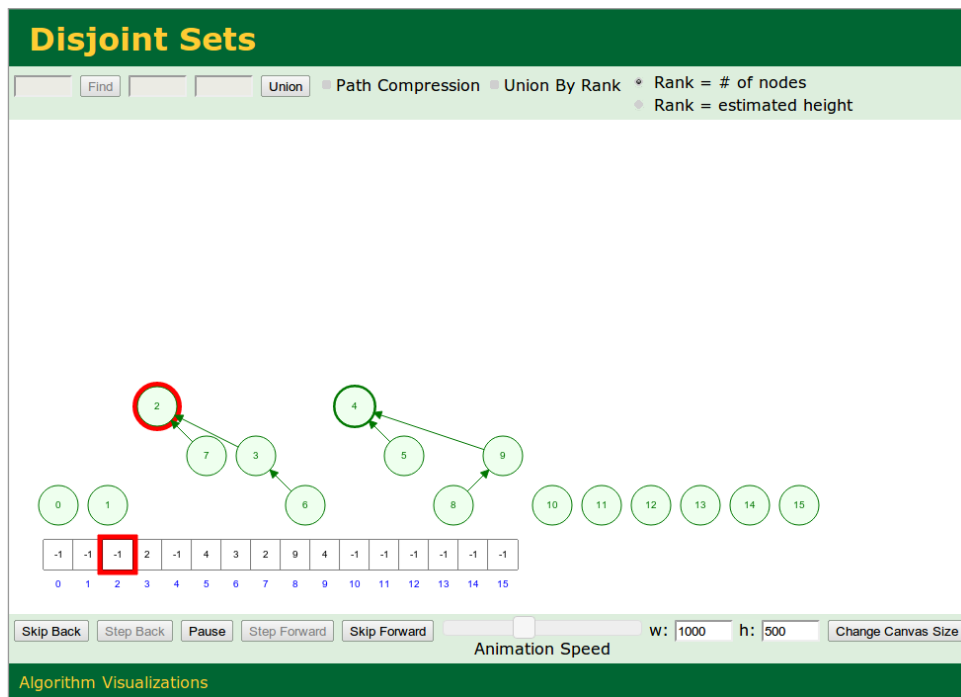 Disjoint Sets
Find Union Path Compression Union By Rank Rank = # of nodes
Rank = estimated height
2 4
7 3 5 9
0 1 6 8 10 11 12 13 14 15
-1 -1 -1 2 -1 4 3 2 9 4 -1 -1 -1 -1 -1 -1
0 1 2 3 4 5 6 7 8 9 10 11 12 13 14 15
Skip Back Step Back Pause Step Forward Skip Forward w: 1000 h: 500 Change Canvas Size
Animation Speed
Algorithm Visualizations